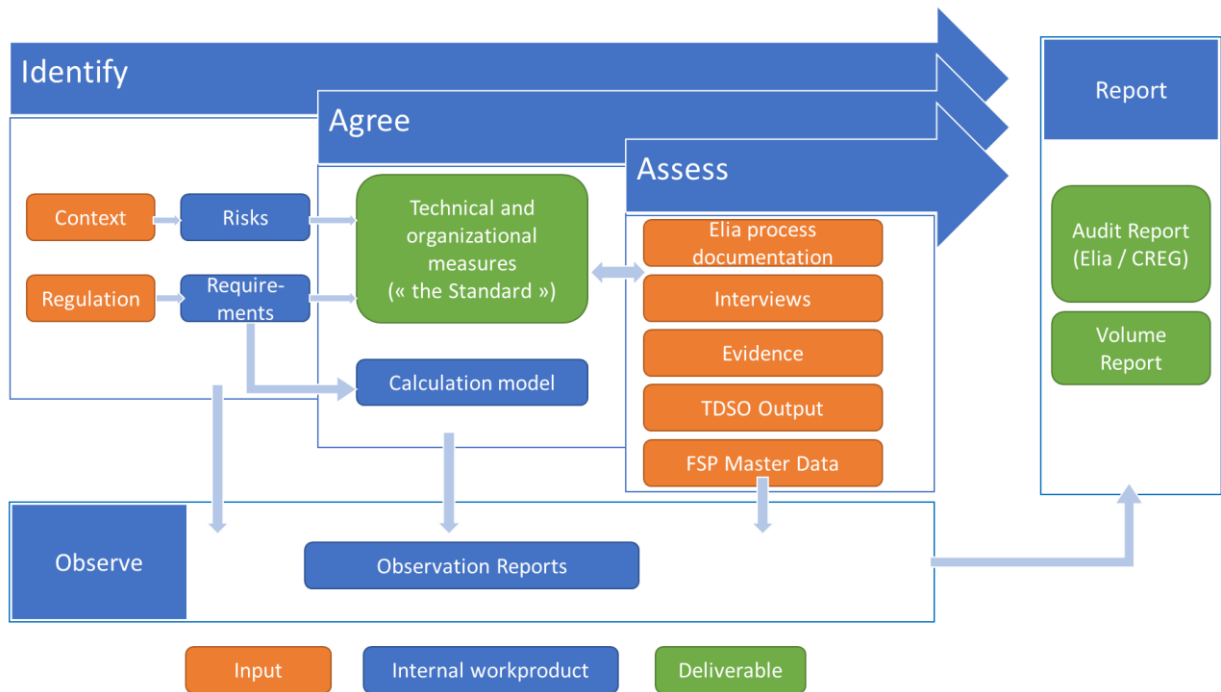 Identify
Agree
Assess
Report
Context
Risks
Regulation
Require-
ments
Technical and
organizational
measures
(« the Standard »)
Calculation model
Elia process
documentation
Interviews
Evidence
TDSO Output
FSP Master Data
Audit Report
(Elia / CREG)
Volume
Report
Observe
Observation Reports
Input
Internal workproduct
Deliverable